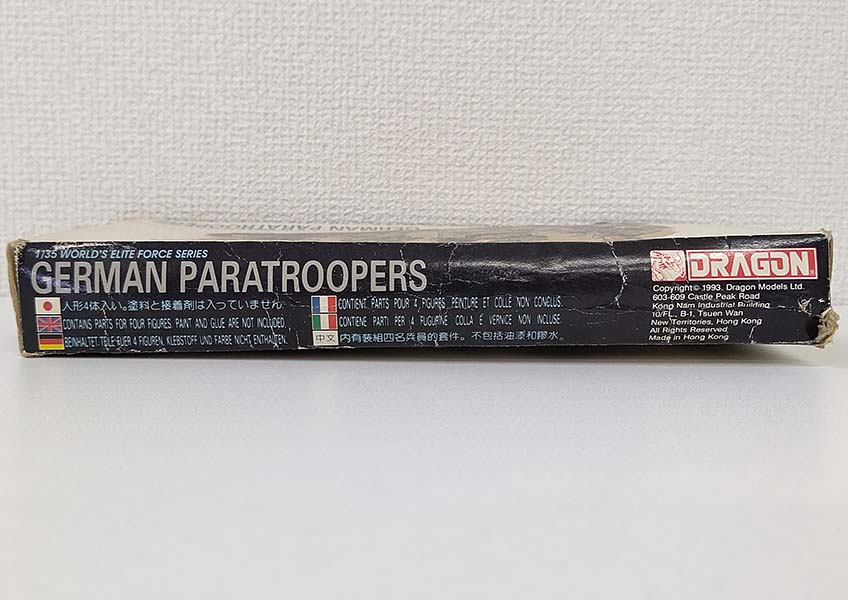 GERMAN PARATRO
1/35 WORLD'S ELITE FORCE SERIES
GERMAN PARATROOPERS
人形4体入い。塗料と接着剤は入っていません.
CONTAINS PARTS FOR FOUR FIGURES. PAINT AND GLUE ARE NOT INCLUDED.
BEINHALTET TEILE FUER 4 FIGUREN, KLEBSTOFF UND FARBE NICHT ENTHALTEN.
CONTIENT PARTS POUR 4 FIGURES PEINTURE ET COLLE NON CONCLUS.
CONTIENE PARTI PER 4 FUGURINE COLLA E VERNICE NON INCLUSE.
中文 内有裝組四名兵員的套件。不包括油漆和膠水。
DRAGON
Copyright© 1993. Dragon Models Ltd.
603-609 Castle Peak Road
Kong Nam Industrial Building
10/FL., B-1, Tsuen Wan
New Territories, Hong Kong
All Rights Reserved
Made in Hong Kong